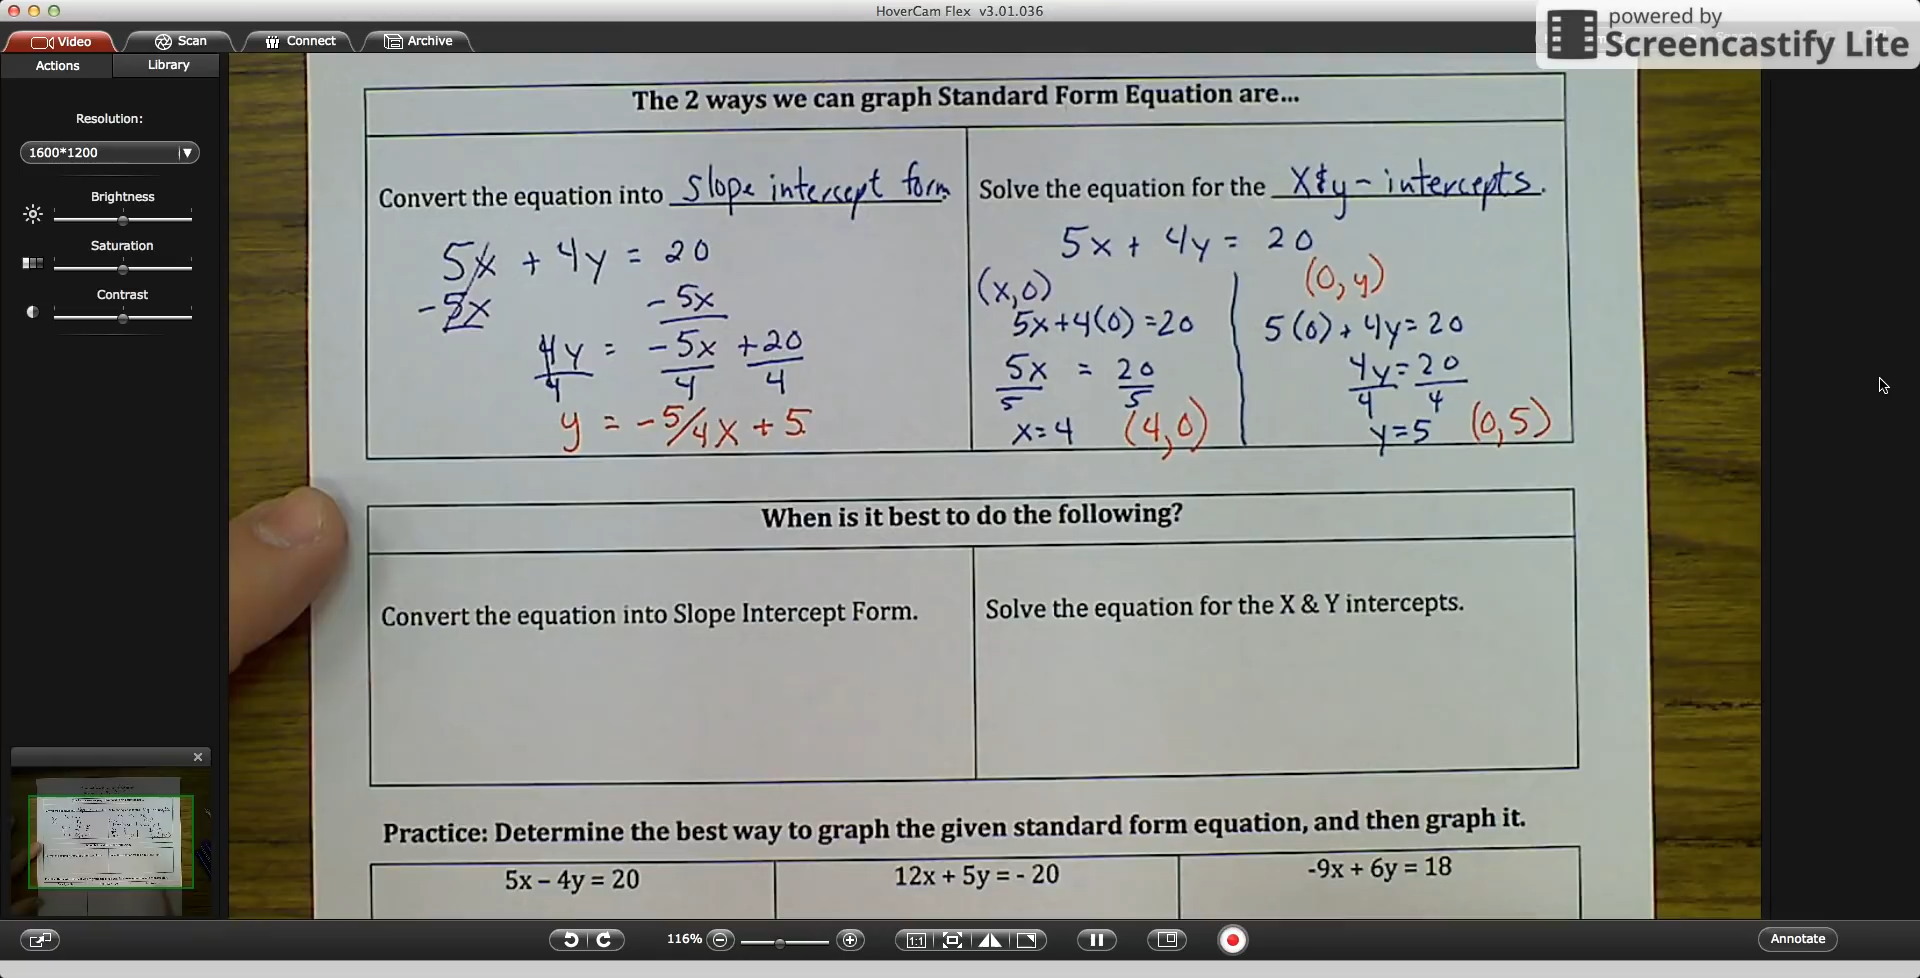 HoverCam Flex v3.01.036
powered by
Screencastify Lite
Video Scan Connect Archive
Actions Library
Resolution:
1600*1200
Brightness
Saturation
Contrast
The 2 ways we can graph Standard Form Equation are...
Convert the equation into slope intercept form.
5x + 4y = 20
-5x -5x
4y = -5x +20
4 4 4
y = -5/4x + 5
Solve the equation for the X & y - intercepts.
5x + 4y = 20
(x,0)
5x+4(0)=20
5x = 20
5 5
x=4 (4,0)
(0,y)
5(0)+4y=20
4y=20
4 4
y=5 (0,5)
When is it best to do the following?
Convert the equation into Slope Intercept Form.
Solve the equation for the X & Y intercepts.
Practice: Determine the best way to graph the given standard form equation, and then graph it.
5x – 4y = 20
12x + 5y = - 20
-9x + 6y = 18
116%
1:1
Annotate